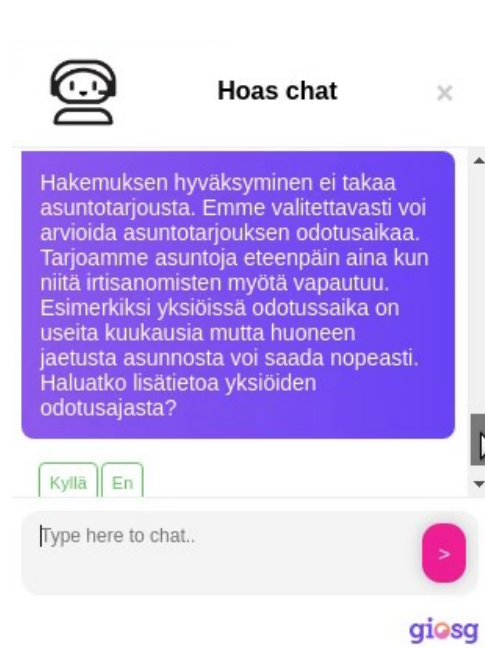 Hoas chat
×
Hakemuksen hyväksyminen ei takaa
asuntotarjousta. Emme valitettavasti voi
arvioida asuntotarjouksen odotusaikaa.
Tarjoamme asuntoja eteenpäin aina kun
niitä irtisanomisten myötä vapautuu.
Esimerkiksi yksiöissä odotussaika on
useita kuukausia mutta huoneen
jaetusta asunnosta voi saada nopeasti.
Haluatko lisätietoa yksiöiden
odotusajasta?
Kyllä En
Type here to chat..
>
giosg